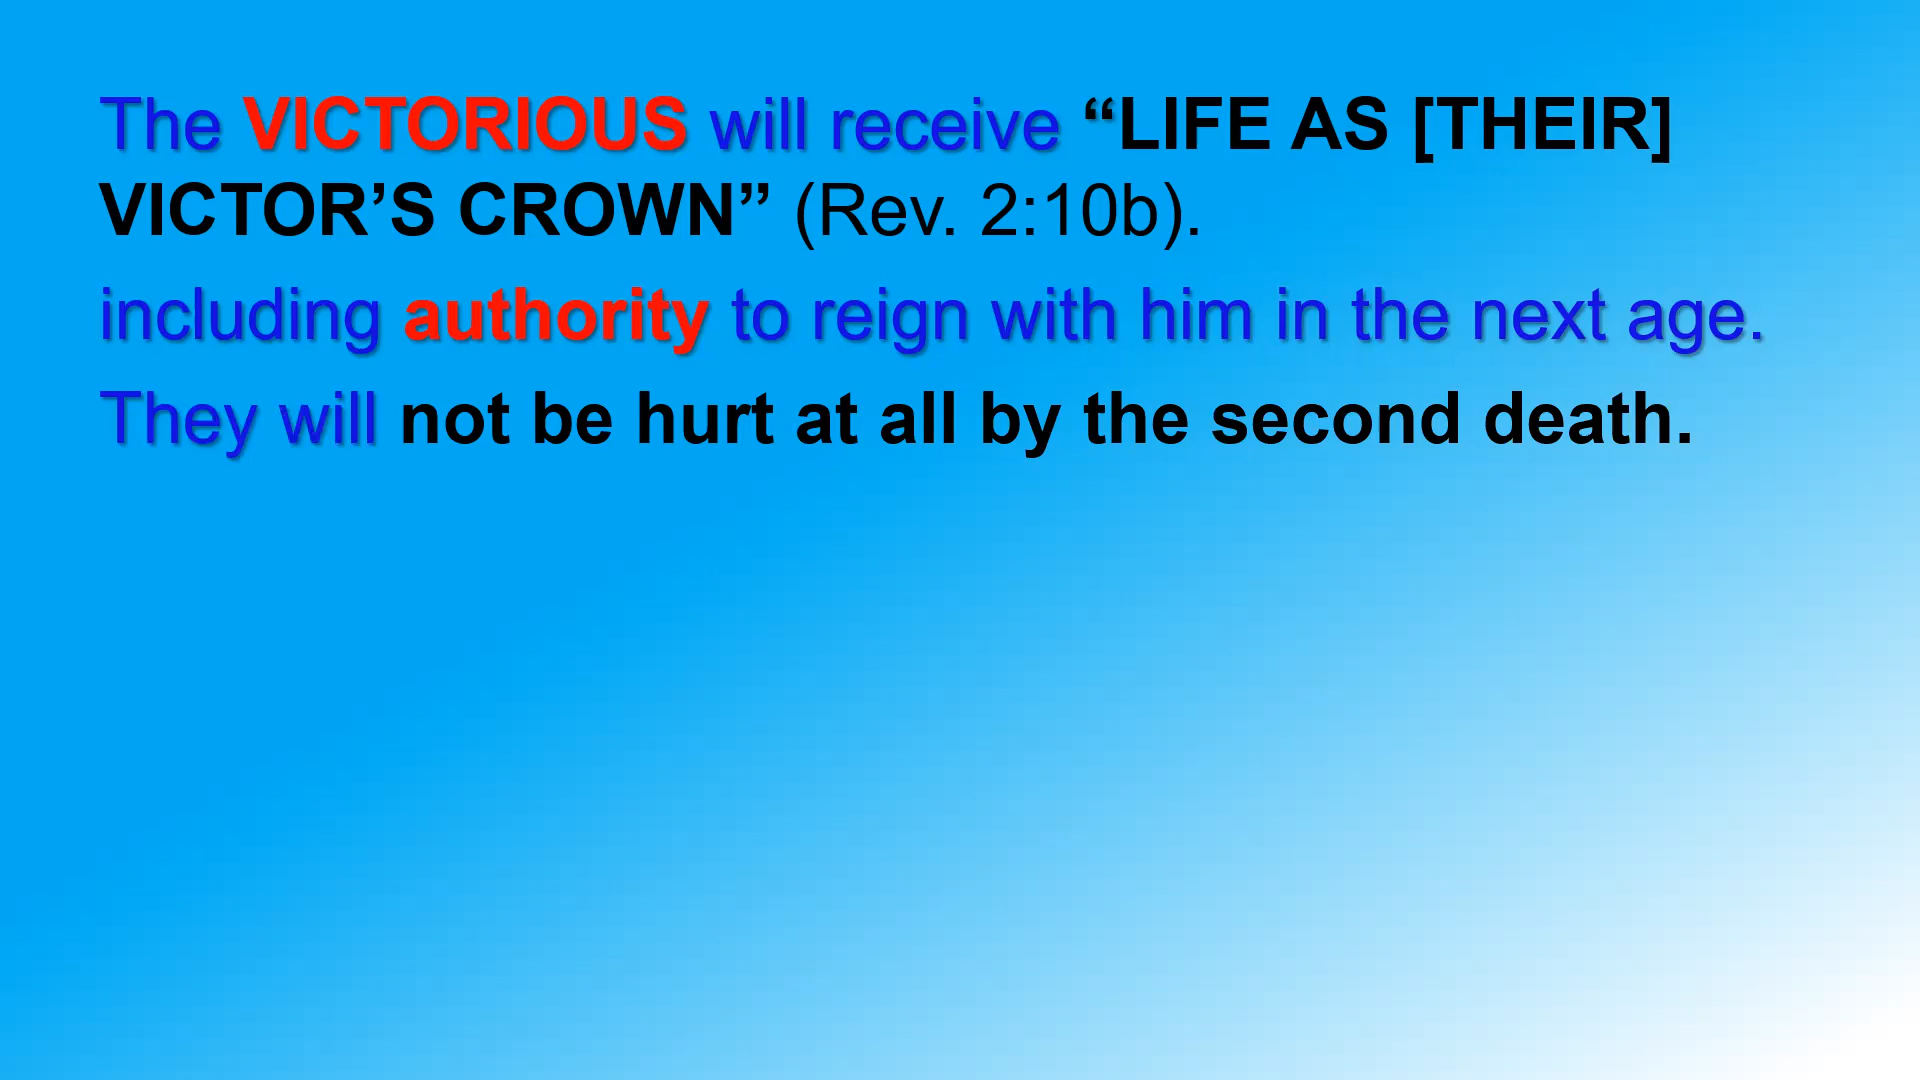 The VICTORIOUS will receive “LIFE AS [THEIR]
VICTOR’S CROWN” (Rev. 2:10b).
including authority to reign with him in the next age.
They will not be hurt at all by the second death.